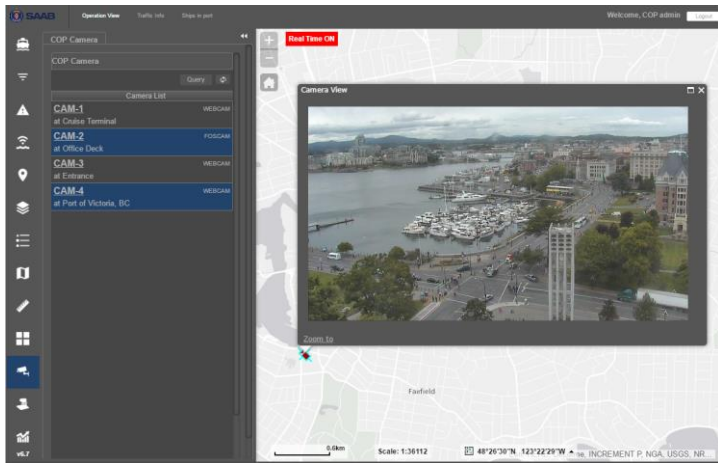 SAAB
Operation View
Traffic Info
Ships in port
Welcome, COP admin
Logout
COP Camera
COP Camera
Query
Camera List
CAM-1
WEBCAM
at Cruise Terminal
CAM-2
FOSCAM
at Office Deck
CAM-3
WEBCAM
at Entrance
CAM-4
WEBCAM
at Port of Victoria, BC
v6.7
Real Time ON
Camera View
Zoom to
Fairfield
0.6km
Scale: 1:36112
48°26'30"N 123°22'29"W
INCREMENT P, NGA, USGS, NR...